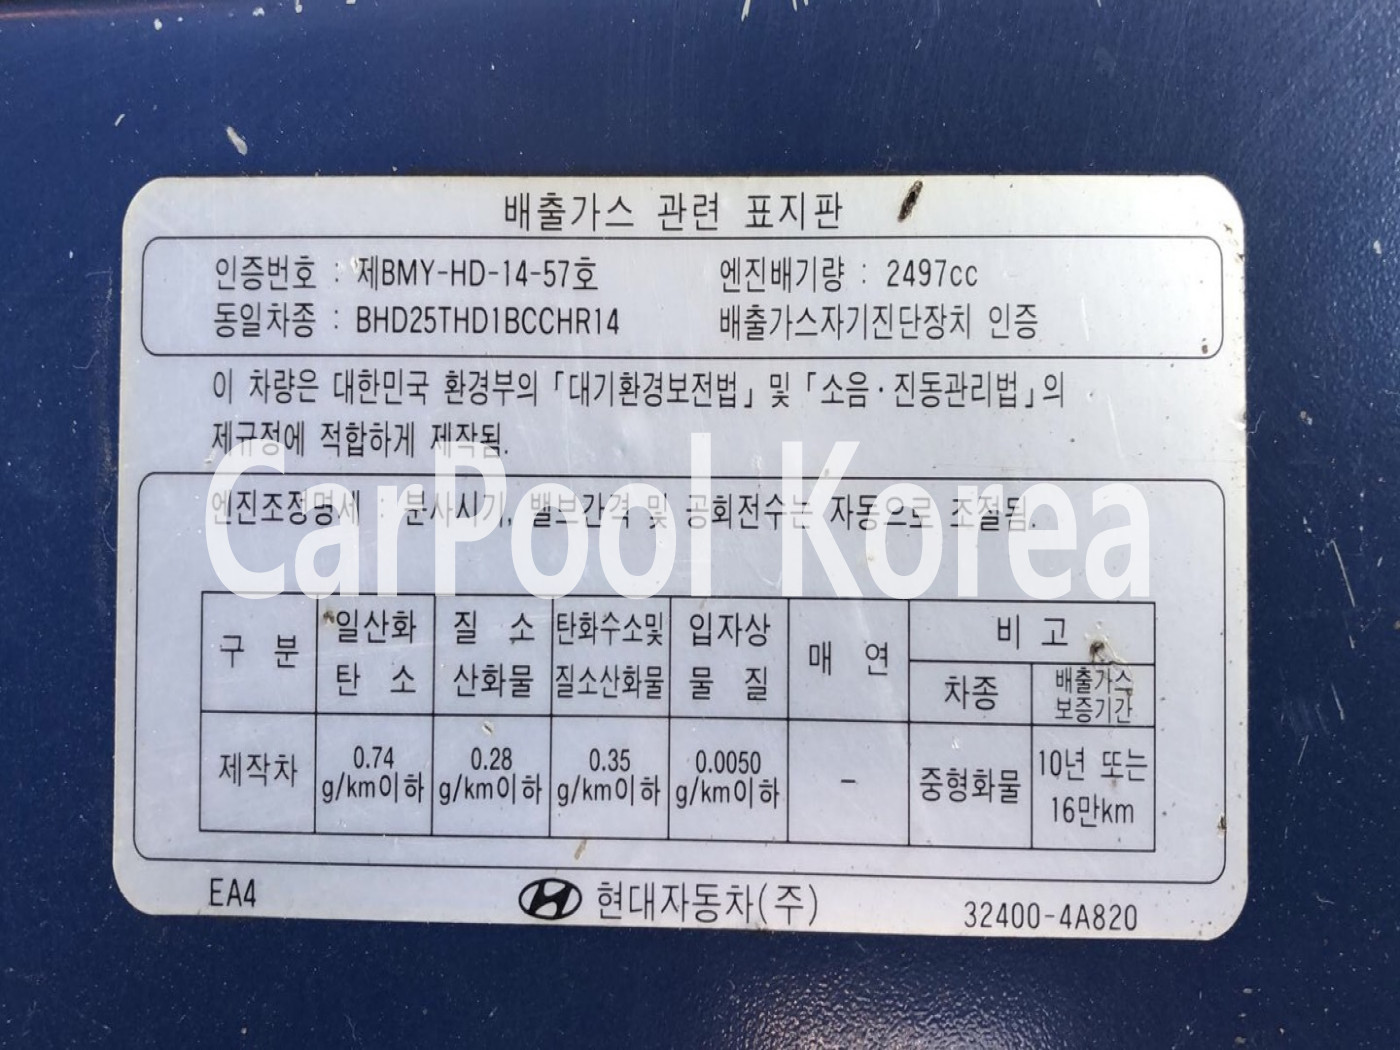 배출가스 관련 표지판
인증번호 : 제BMY-HD-14-57호 엔진배기량 : 2497cc
동일차종 : BHD25THD1BCCHR14 배출가스자기진단장치 인증
이 차량은 대한민국 환경부의 「대기환경보전법」 및 「소음·진동관리법」의
제규정에 적합하게 제작됨.
CarPool Korea
엔진조정명세 : 분사시기, 밸브간격 및 공회전수는 자동으로 조절됨.
구 분 일산화 탄 소 질 소 산화물 탄화수소및 질소산화물 입자상 물 질 매 연 비 고
차종 배출가스 보증기간
제작차 0.74 g/km이하 0.28 g/km이하 0.35 g/km이하 0.0050 g/km이하 - 중형화물 10년 또는 16만km
EA4 현대자동차(주) 32400-4A820